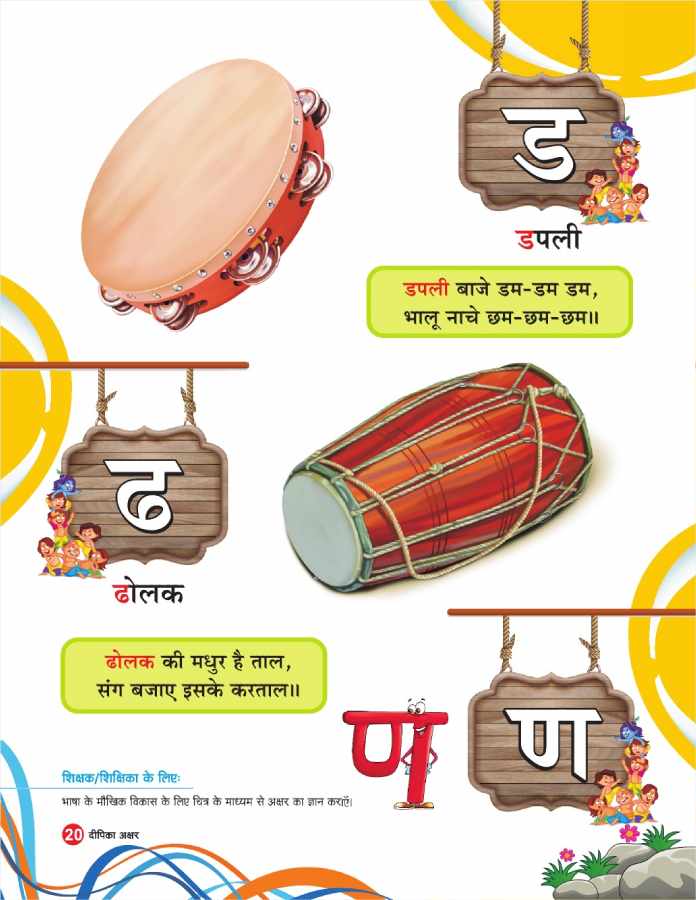 ड
डपली
डपली बाजे डम-डम डम,
भालू नाचे छम-छम-छम॥
ढ
ढोलक
ढोलक की मधुर है ताल,
संग बजाए इसके करताल॥
ण
ण
शिक्षक/शिक्षिका के लिएः
भाषा के मौखिक विकास के लिए चित्र के माध्यम से अक्षर का ज्ञान कराएँ।
20 दीपिका अक्षर